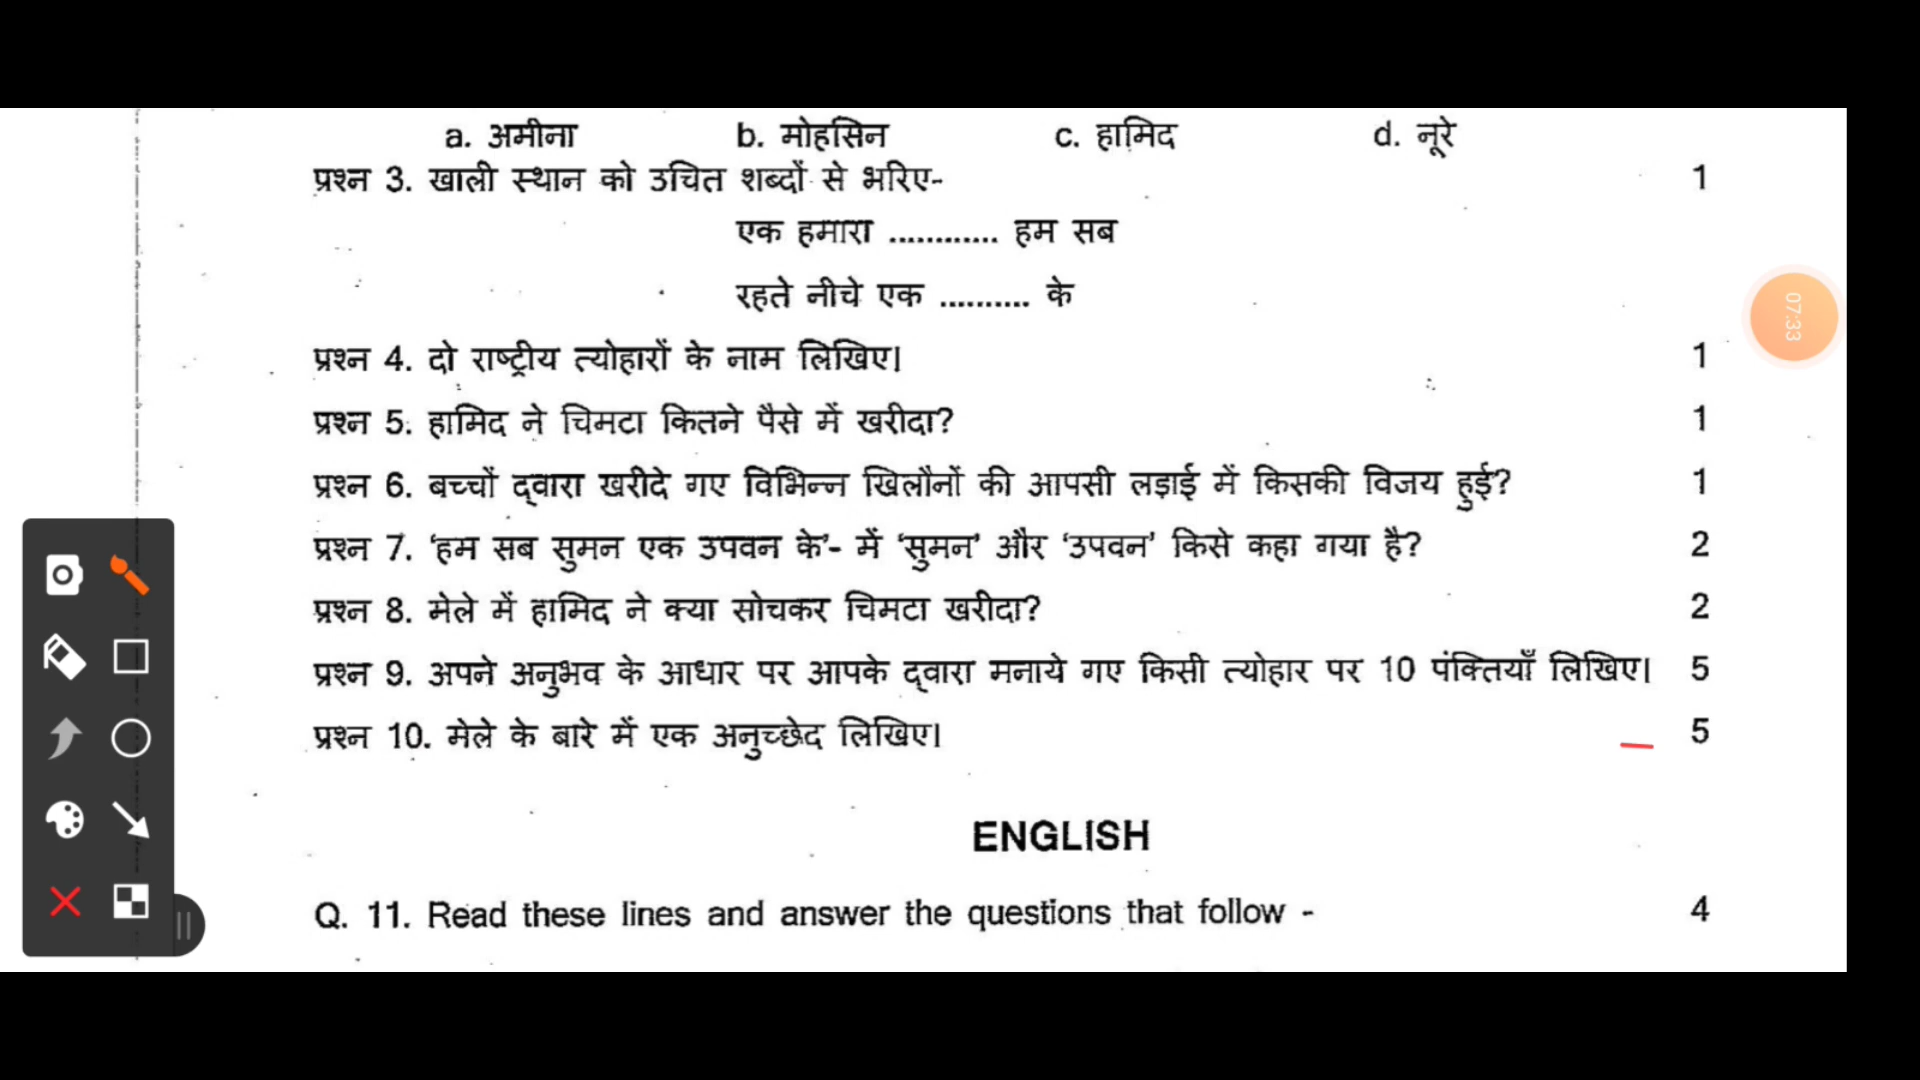 a. अमीना b. मोहसिन c. हामिद d. नूरे
प्रश्न 3. खाली स्थान को उचित शब्दों से भरिए- 1
एक हमारा ............ हम सब
रहते नीचे एक .......... के
प्रश्न 4. दो राष्ट्रीय त्योहारों के नाम लिखिए। 1
प्रश्न 5. हामिद ने चिमटा कितने पैसे में खरीदा? 1
प्रश्न 6. बच्चों द्वारा खरीदे गए विभिन्न खिलौनों की आपसी लड़ाई में किसकी विजय हुई? 1
प्रश्न 7. 'हम सब सुमन एक उपवन के'- में 'सुमन' और 'उपवन' किसे कहा गया है? 2
प्रश्न 8. मेले में हामिद ने क्या सोचकर चिमटा खरीदा? 2
प्रश्न 9. अपने अनुभव के आधार पर आपके द्वारा मनाये गए किसी त्योहार पर 10 पंक्तियाँ लिखिए। 5
प्रश्न 10. मेले के बारे में एक अनुच्छेद लिखिए। 5
ENGLISH
Q. 11. Read these lines and answer the questions that follow - 4
07:33